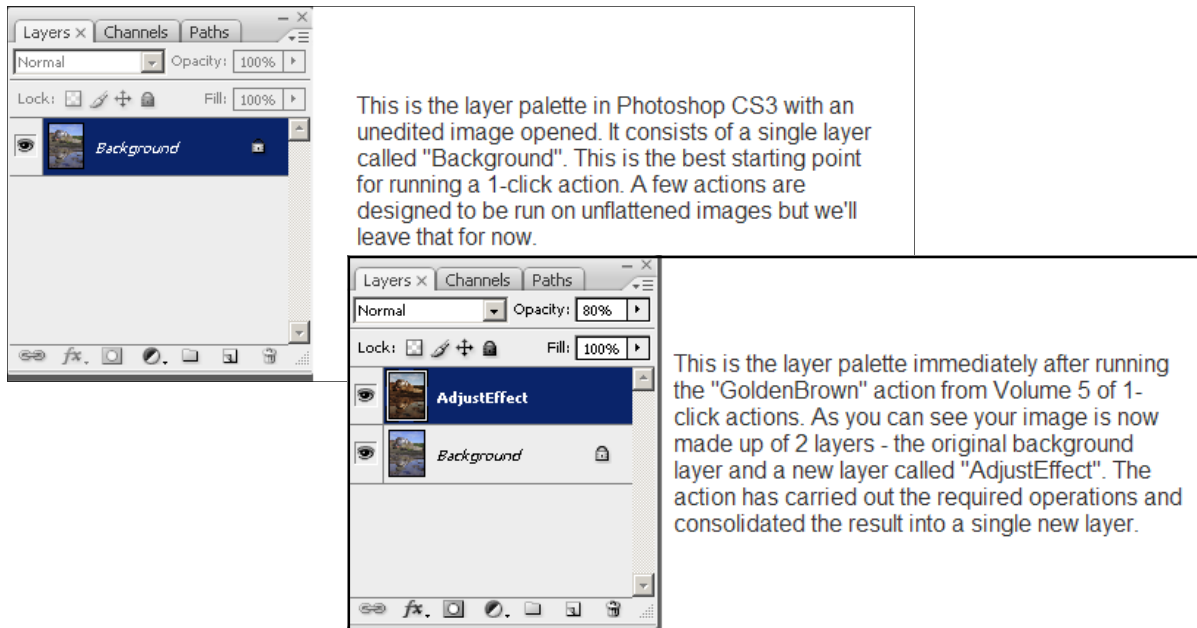 Layers × Channels Paths
Normal Opacity: 100%
Lock: Fill: 100%
Background
This is the layer palette in Photoshop CS3 with an
unedited image opened. It consists of a single layer
called "Background". This is the best starting point
for running a 1-click action. A few actions are
designed to be run on unflattened images but we'll
leave that for now.
fx.
Layers × Channels Paths
Normal Opacity: 80%
Lock: Fill: 100%
AdjustEffect
Background
fx.
This is the layer palette immediately after running
the "GoldenBrown" action from Volume 5 of 1-
click actions. As you can see your image is now
made up of 2 layers - the original background
layer and a new layer called "AdjustEffect". The
action has carried out the required operations and
consolidated the result into a single new layer.